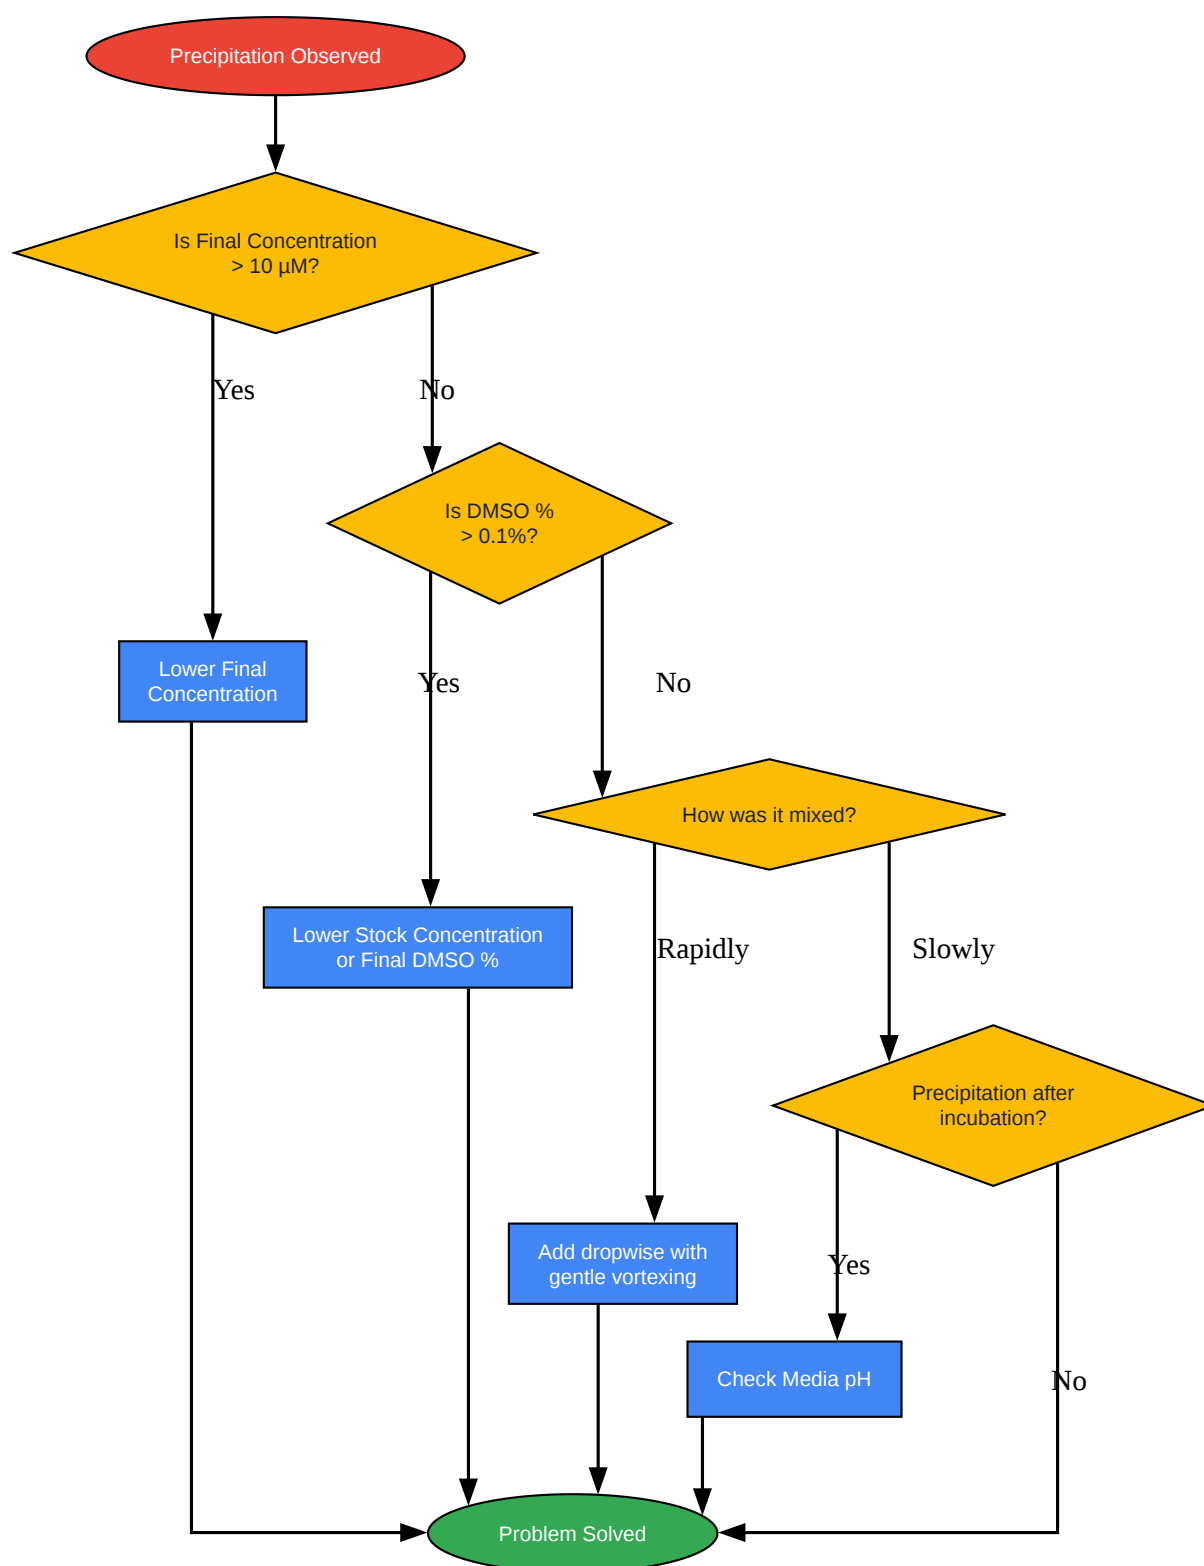 Precipitation Observed
Is Final Concentration
> 10 µM?
Yes
No
Is DMSO %
> 0.1%?
Lower Final
Concentration
Yes
No
How was it mixed?
Lower Stock Concentration
or Final DMSO %
Rapidly
Slowly
Precipitation after
incubation?
Add dropwise with
gentle vortexing
Yes
Check Media pH
No
Problem Solved